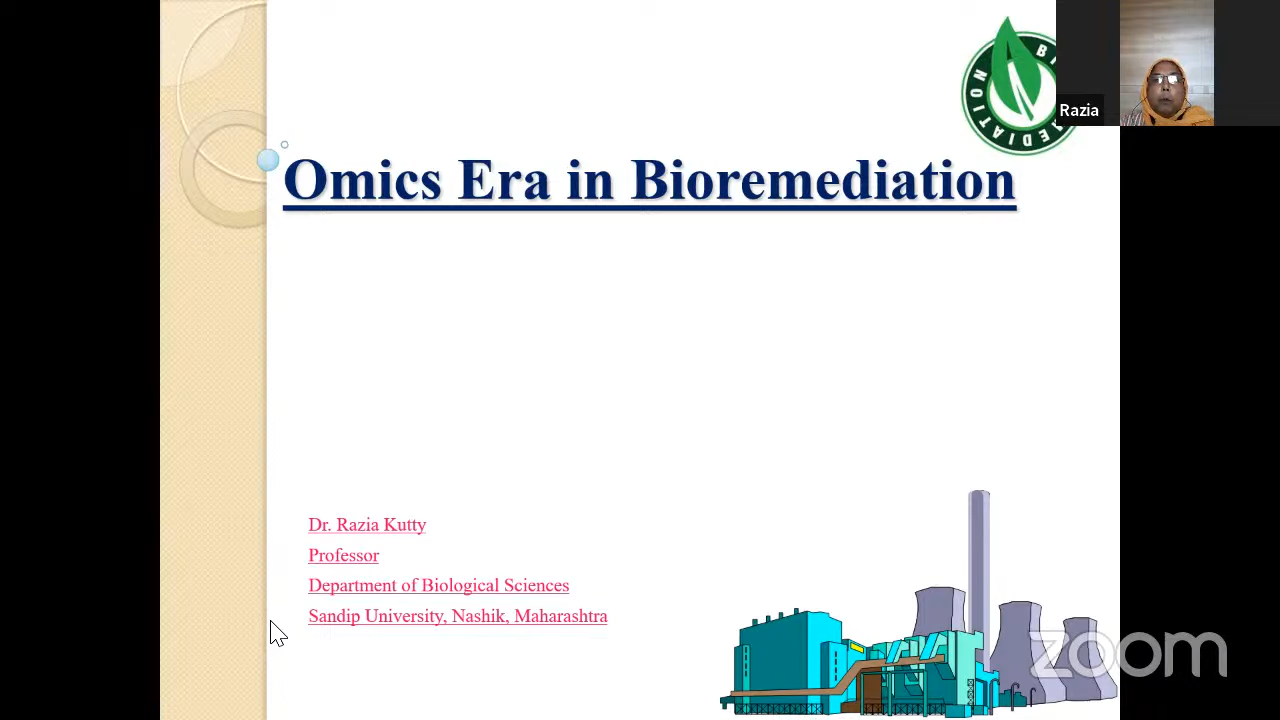 Razia
Omics Era in Bioremediation
Dr. Razia Kutty
Professor
Department of Biological Sciences
Sandip University, Nashik, Maharashtra
zoom